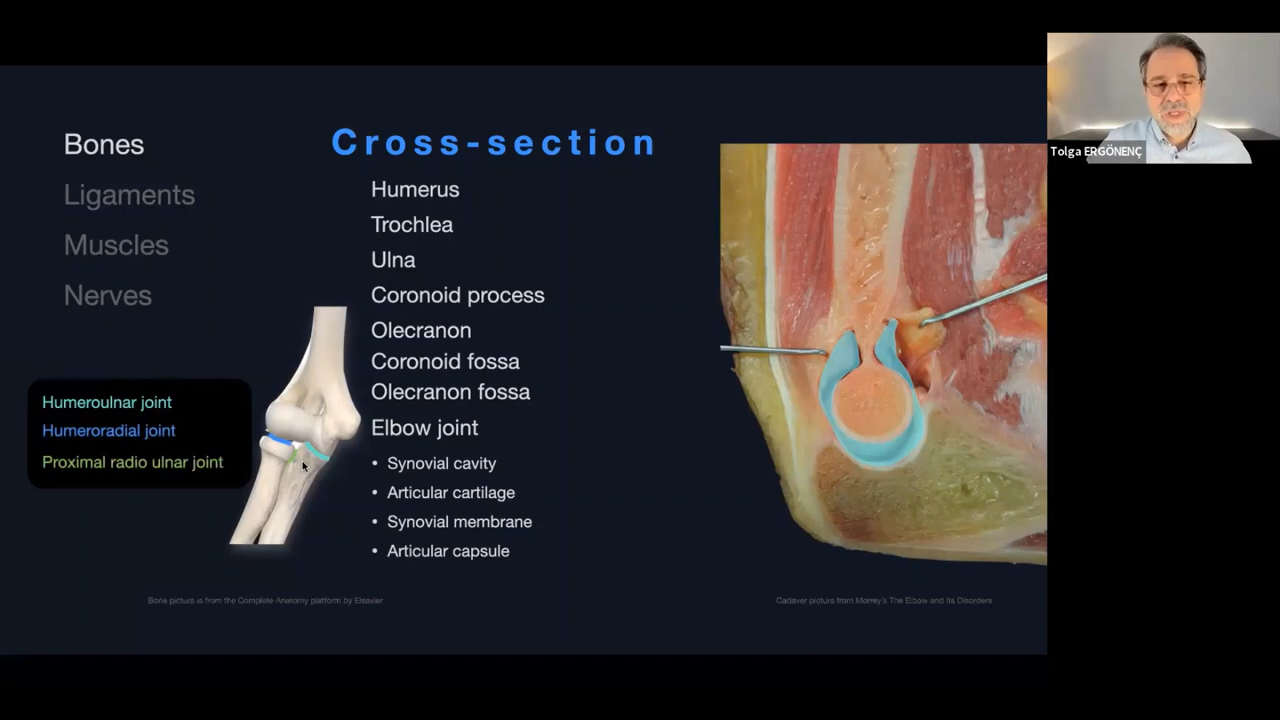 Bones
Ligaments
Muscles
Nerves
Cross-section
Humerus
Trochlea
Ulna
Coronoid process
Olecranon
Coronoid fossa
Olecranon fossa
Elbow joint
• Synovial cavity
• Articular cartilage
• Synovial membrane
• Articular capsule
Humeroulnar joint
Humeroradial joint
Proximal radio ulnar joint
Bone picture is from the Complete Anatomy platform by Elsevier
Cadaver picture from Morrey's The Elbow and Its Disorders
Tolga ERGÖNENÇ